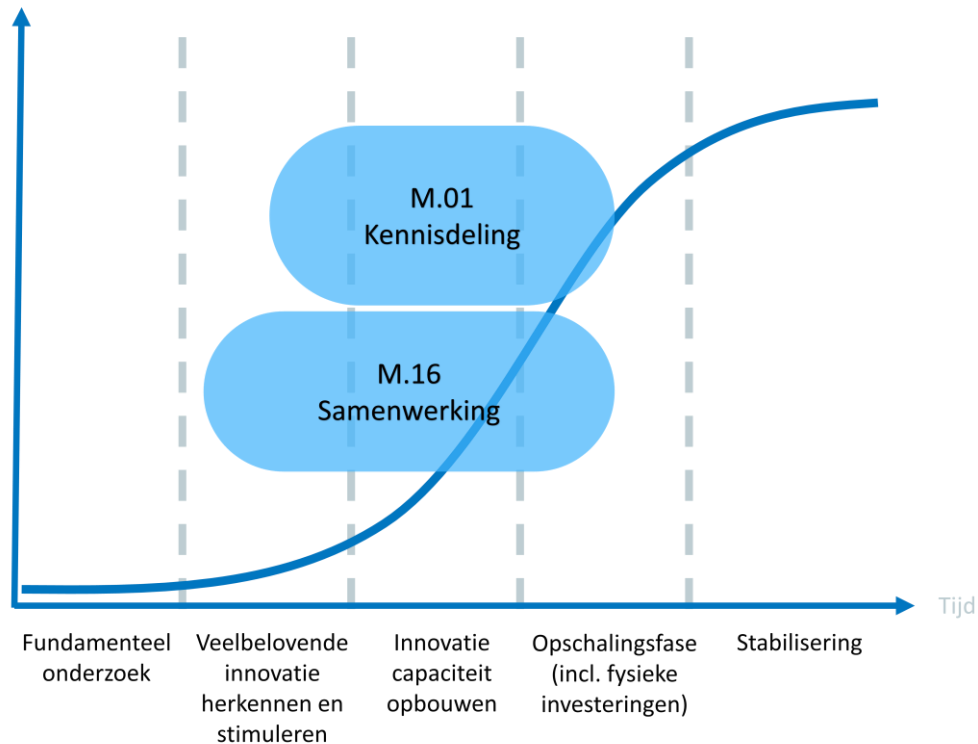 M.01
Kennisdeling
M.16
Samenwerking
Tijd
Fundamenteel
onderzoek
Veelbelovende
innovatie
herkennen en
stimuleren
Innovatie
capaciteit
opbouwen
Opschalingsfase
(incl. fysieke
investeringen)
Stabilisering